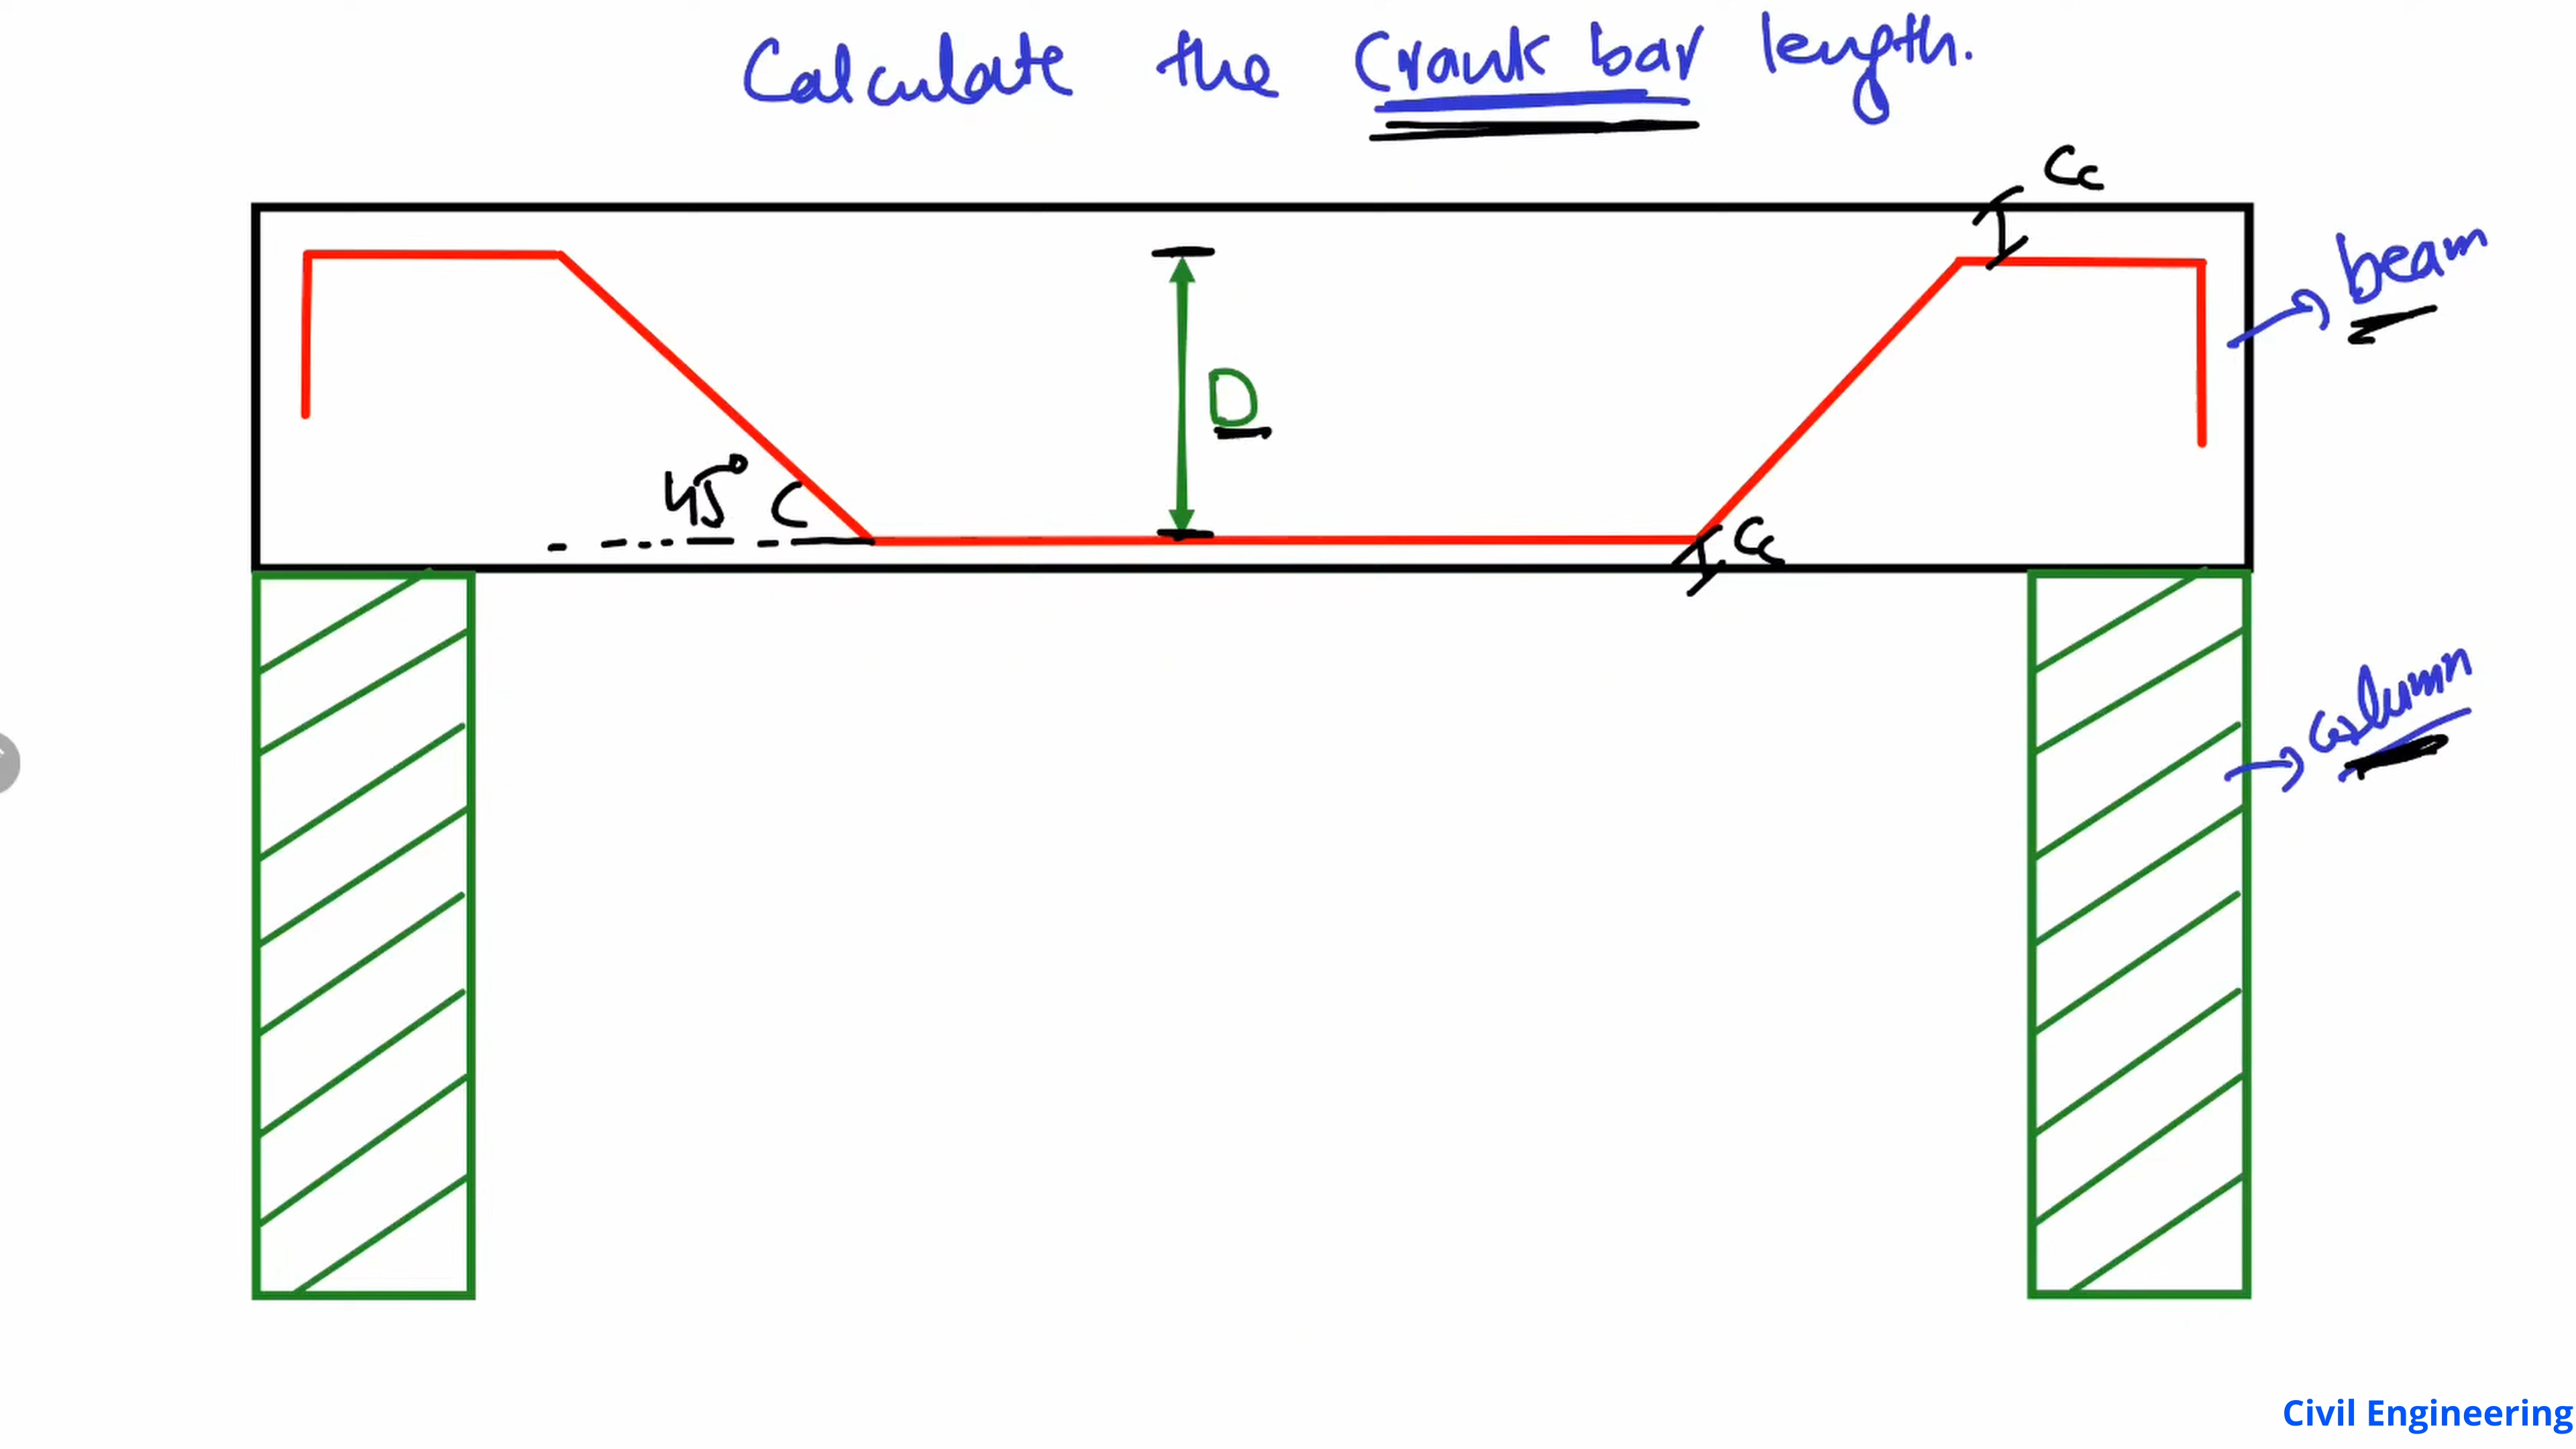 Calculate the Crank bar length.
Cc
beam
D
45°
Cc
column
Civil Engineering